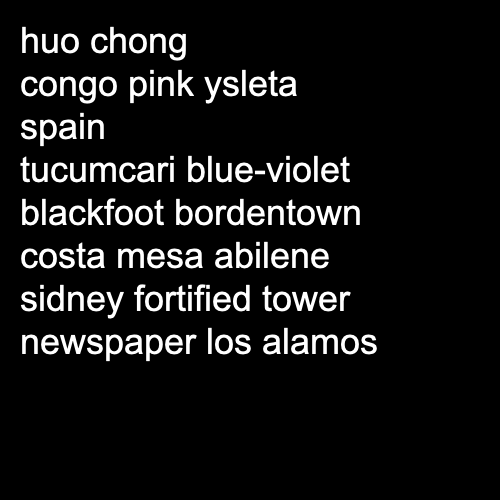 huo chong
congo pink ysleta
spain
tucumcari blue-violet
blackfoot bordentown
costa mesa abilene
sidney fortified tower
newspaper los alamos